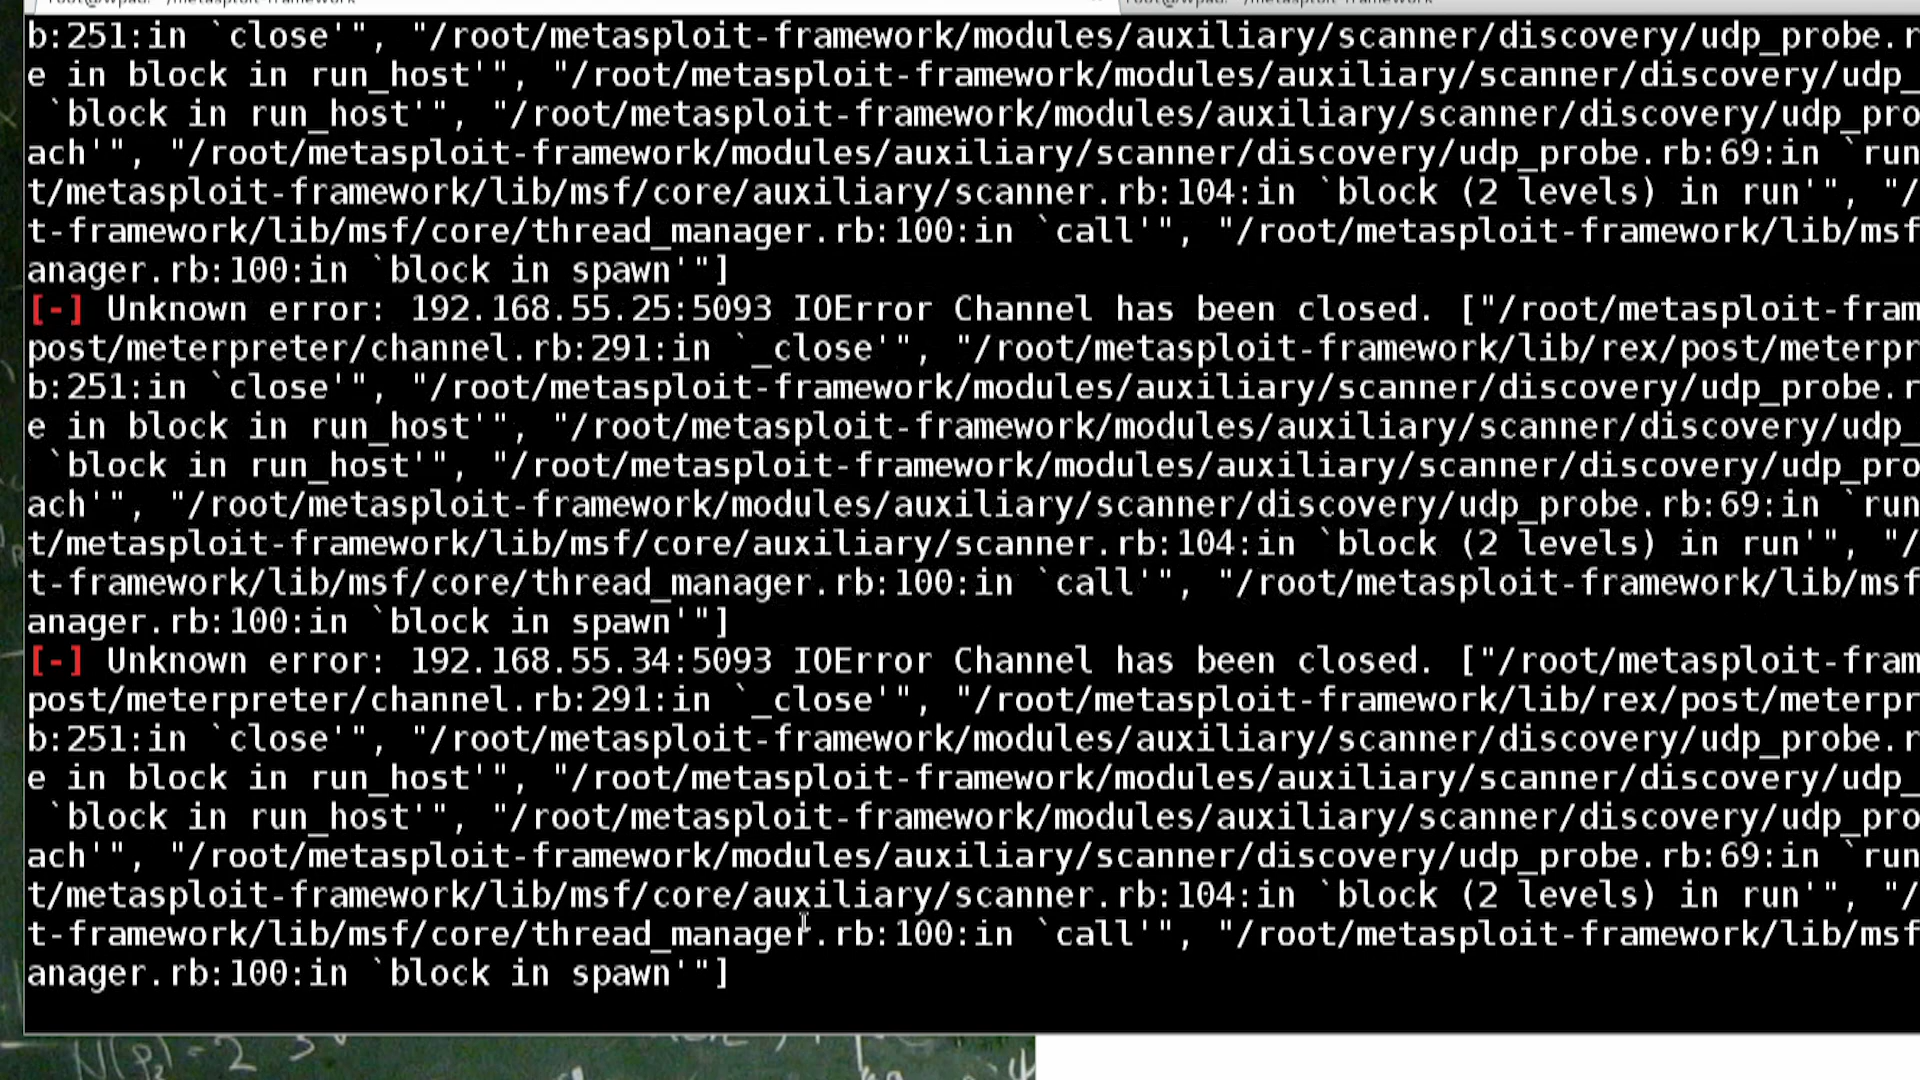 b:251:in `close'", "/root/metasploit-framework/modules/auxiliary/scanner/discovery/udp_probe.r
e in block in run_host'", "/root/metasploit-framework/modules/auxiliary/scanner/discovery/udp_
`block in run_host'", "/root/metasploit-framework/modules/auxiliary/scanner/discovery/udp_pro
ach'", "/root/metasploit-framework/modules/auxiliary/scanner/discovery/udp_probe.rb:69:in `run
t/metasploit-framework/lib/msf/core/auxiliary/scanner.rb:104:in `block (2 levels) in run'", "/
t-framework/lib/msf/core/thread_manager.rb:100:in `call'", "/root/metasploit-framework/lib/msf
anager.rb:100:in `block in spawn'"]
[-] Unknown error: 192.168.55.25:5093 IOError Channel has been closed. ["/root/metasploit-fram
post/meterpreter/channel.rb:291:in `_close'", "/root/metasploit-framework/lib/rex/post/meterpr
b:251:in `close'", "/root/metasploit-framework/modules/auxiliary/scanner/discovery/udp_probe.r
e in block in run_host'", "/root/metasploit-framework/modules/auxiliary/scanner/discovery/udp_
`block in run_host'", "/root/metasploit-framework/modules/auxiliary/scanner/discovery/udp_pro
ach'", "/root/metasploit-framework/modules/auxiliary/scanner/discovery/udp_probe.rb:69:in `run
t/metasploit-framework/lib/msf/core/auxiliary/scanner.rb:104:in `block (2 levels) in run'", "/
t-framework/lib/msf/core/thread_manager.rb:100:in `call'", "/root/metasploit-framework/lib/msf
anager.rb:100:in `block in spawn'"]
[-] Unknown error: 192.168.55.34:5093 IOError Channel has been closed. ["/root/metasploit-fram
post/meterpreter/channel.rb:291:in `_close'", "/root/metasploit-framework/lib/rex/post/meterpr
b:251:in `close'", "/root/metasploit-framework/modules/auxiliary/scanner/discovery/udp_probe.r
e in block in run_host'", "/root/metasploit-framework/modules/auxiliary/scanner/discovery/udp_
`block in run_host'", "/root/metasploit-framework/modules/auxiliary/scanner/discovery/udp_pro
ach'", "/root/metasploit-framework/modules/auxiliary/scanner/discovery/udp_probe.rb:69:in `run
t/metasploit-framework/lib/msf/core/auxiliary/scanner.rb:104:in `block (2 levels) in run'", "/
t-framework/lib/msf/core/thread_manager.rb:100:in `call'", "/root/metasploit-framework/lib/msf
anager.rb:100:in `block in spawn'"]